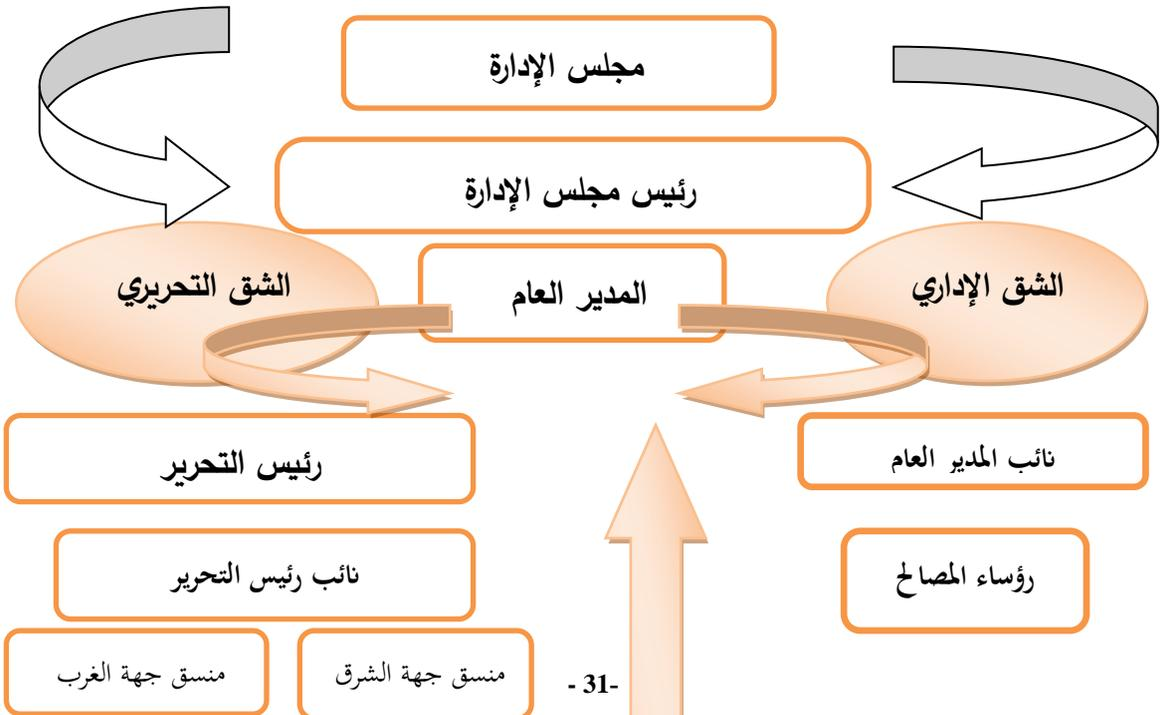 مجلس الإدارة
رئيس مجلس الإدارة
الشق الإداري
المدير العام
الشق التحريري
نائب المدير العام
رئيس التحرير
رؤساء المصالح
نائب رئيس التحرير
منسق جهة الشرق
منسق جهة الغرب
- 31-